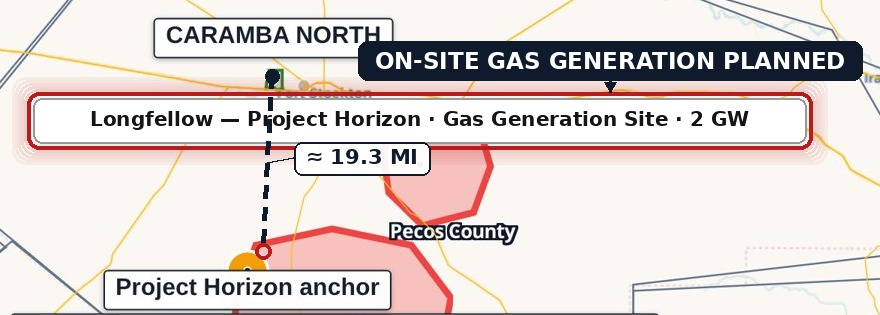 CARAMBA NORTH
ON-SITE GAS GENERATION PLANNED
Longfellow — Project Horizon · Gas Generation Site · 2 GW
≈ 19.3 MI
Pecos County
Project Horizon anchor